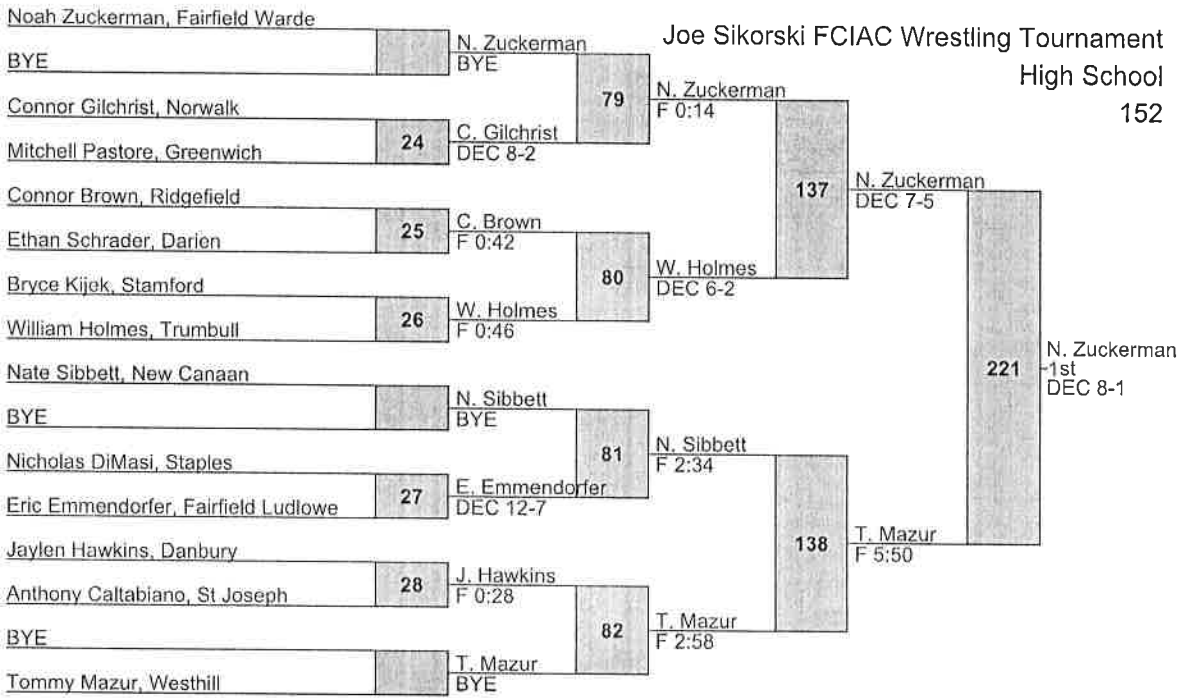 Joe Sikorski FCIAC Wrestling Tournament
High School
152
Noah Zuckerman, Fairfield Warde
BYE
Connor Gilchrist, Norwalk
Mitchell Pastore, Greenwich
Connor Brown, Ridgefield
Ethan Schrader, Darien
Bryce Kijek, Stamford
William Holmes, Trumbull
Nate Sibbett, New Canaan
BYE
Nicholas DiMasi, Staples
Eric Emmendorfer, Fairfield Ludlowe
Jaylen Hawkins, Danbury
Anthony Caltabiano, St Joseph
BYE
Tommy Mazur, Westhill
24
25
26
27
28
N. Zuckerman
BYE
C. Gilchrist
DEC 8-2
C. Brown
F 0:42
W. Holmes
F 0:46
N. Sibbett
BYE
E. Emmendorfer
DEC 12-7
J. Hawkins
F 0:28
T. Mazur
BYE
79
80
81
82
N. Zuckerman
F 0:14
W. Holmes
DEC 6-2
N. Sibbett
F 2:34
T. Mazur
F 2:58
137
138
N. Zuckerman
DEC 7-5
T. Mazur
F 5:50
221
N. Zuckerman
1st
DEC 8-1